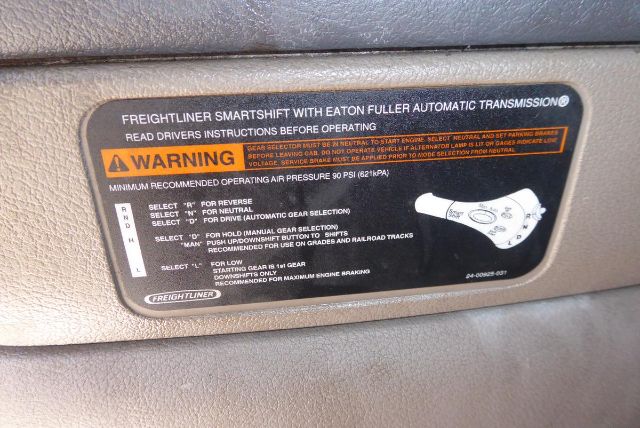 FREIGHTLINER SMARTSHIFT WITH EATON FULLER AUTOMATIC TRANSMISSION®
READ DRIVERS INSTRUCTIONS BEFORE OPERATING
WARNING
GEAR SELECTOR MUST BE IN NEUTRAL TO START ENGINE. SELECT NEUTRAL AND SET PARKING BRAKES
BEFORE LEAVING CAB. DO NOT OPERATE VEHICLE IF ALTERNATOR LAMP IS LIT OR GAGES INDICATE LOW
VOLTAGE. SERVICE BRAKE MUST BE APPLIED PRIOR TO MODE SELECTION FROM NEUTRAL.
MINIMUM RECOMMENDED OPERATING AIR PRESSURE 90 PSI (621kPA)
R SELECT "R" FOR REVERSE
N SELECT "N" FOR NEUTRAL
D SELECT "D" FOR DRIVE (AUTOMATIC GEAR SELECTION)
H SELECT "D" FOR HOLD (MANUAL GEAR SELECTION)
"MAN" PUSH UP/DOWNSHIFT BUTTON TO SHIFTS
RECOMMENDED FOR USE ON GRADES AND RAILROAD TRACKS
L SELECT "L" FOR LOW
STARTING GEAR IS 1st GEAR
DOWNSHIFTS ONLY
RECOMMENDED FOR MAXIMUM ENGINE BRAKING
R
N
D
L
FREIGHTLINER
24-00925-031